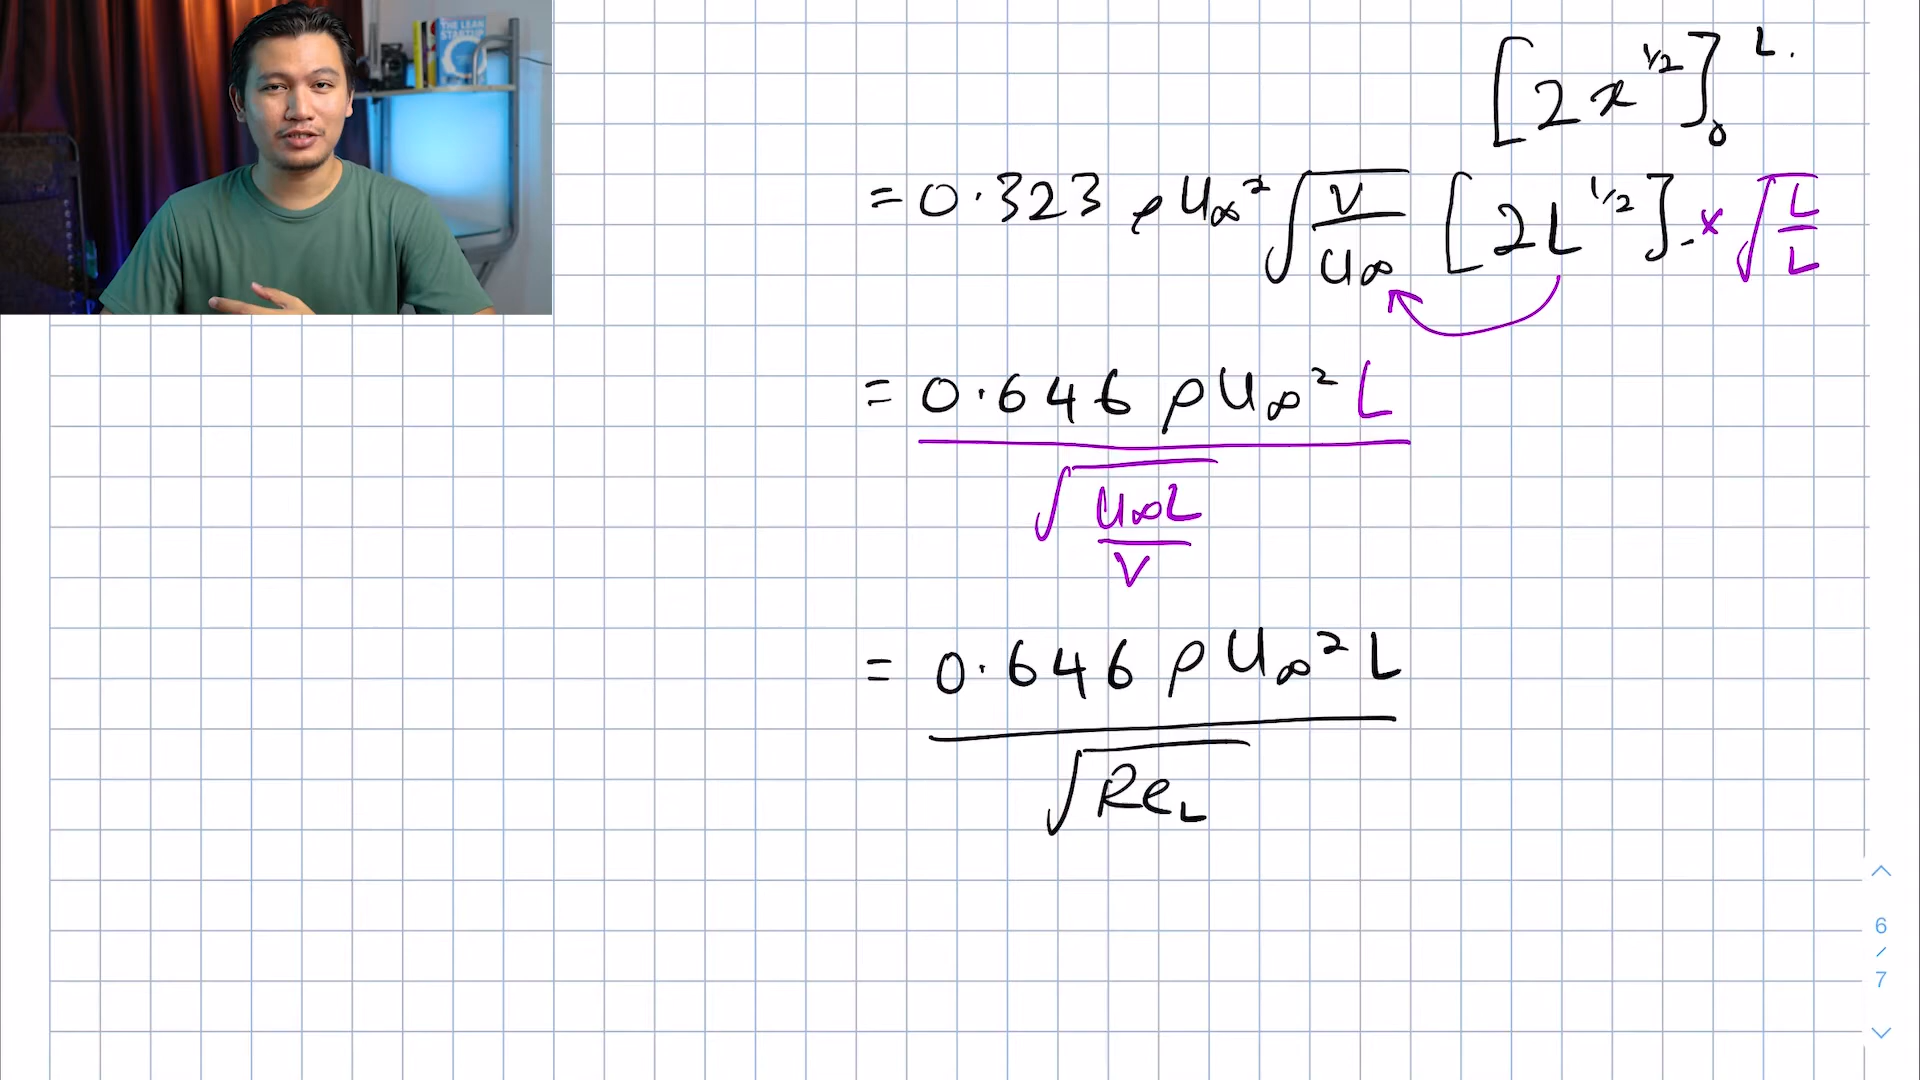 THE LEAN
STARTUP
[2x^{1/2}]_0^L.
= 0.323 ρU∞² √(ν/U∞) [2L^{1/2}] × √(L/L)
= 0.646 ρU∞² L
√(U∞L/ν)
= 0.646 ρU∞² L
√Re_L
6
/
7